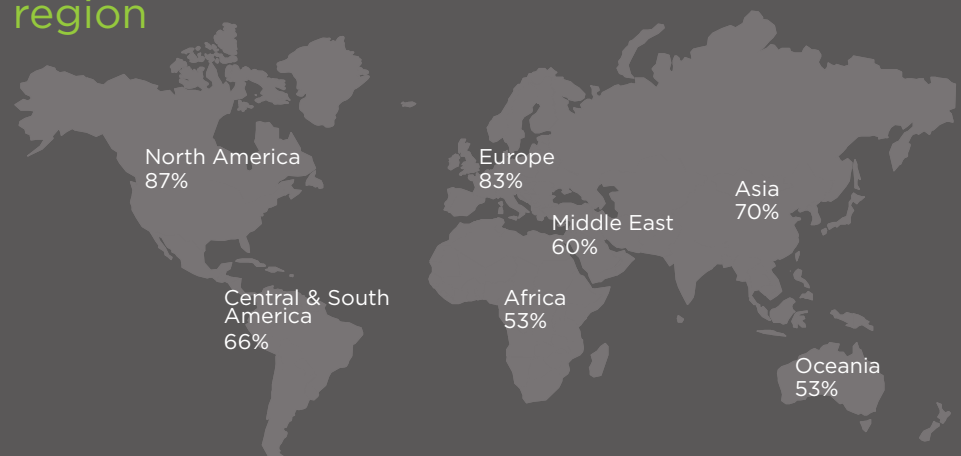 region
North America
87%
Europe
83%
Asia
70%
Middle East
60%
Central & South
America
66%
Africa
53%
Oceania
53%